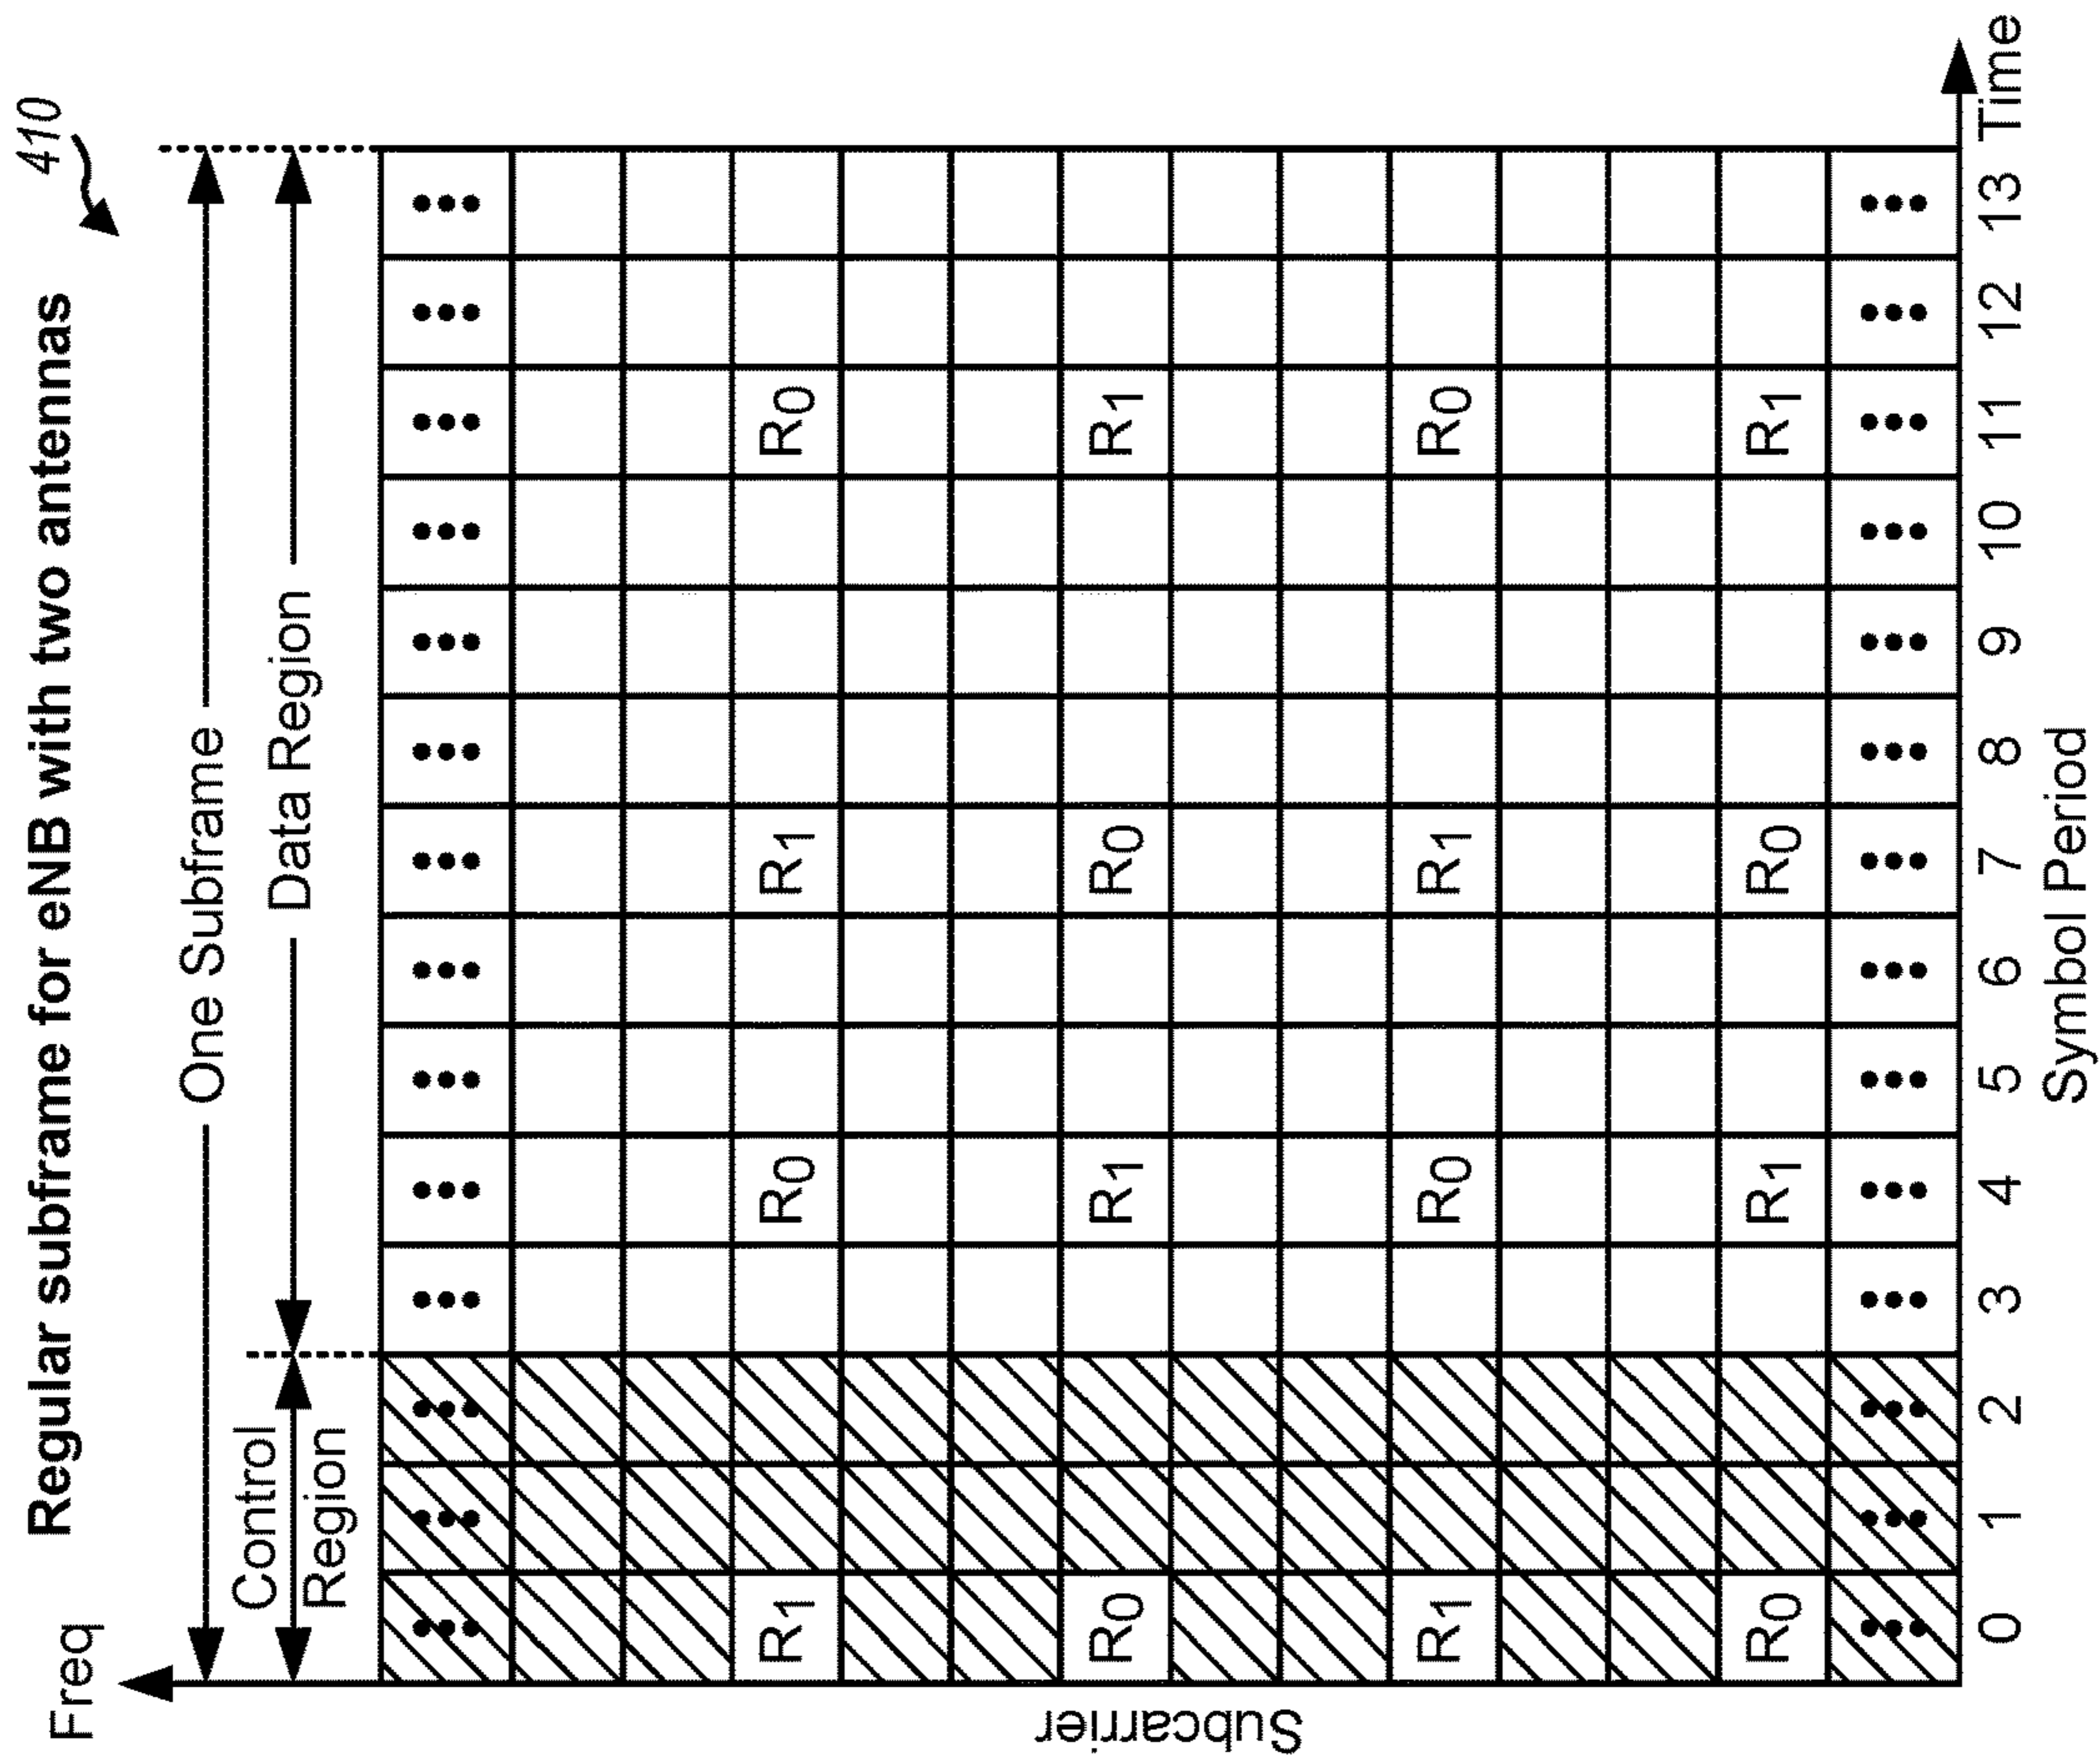 Regular subframe for eNB with two antennas
410
Freq
One Subframe
Control
Region
Data Region
... ... ... ... ... ... ... ... ... ... ... ... ... ...
R1 R0 R1 R0
R0 R1 R0 R1
R1 R0 R1 R0
R0 R1 R0 R1
... ... ... ... ... ... ... ... ... ... ... ... ... ...
Subcarrier
0 1 2 3 4 5 6 7 8 9 10 11 12 13 Time
Symbol Period